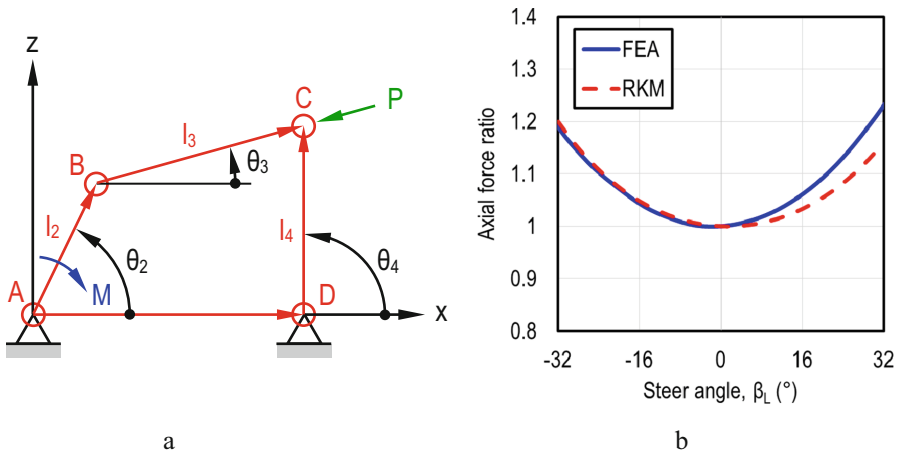 z
C
P
l3
B
θ3
l2
l4
θ2
θ4
A
M
D
x
a
1.4
FEA
1.3
RKM
1.2
1.1
1
0.9
0.8
Axial force ratio
-32 -16 0 16 32
Steer angle, βL (°)
b